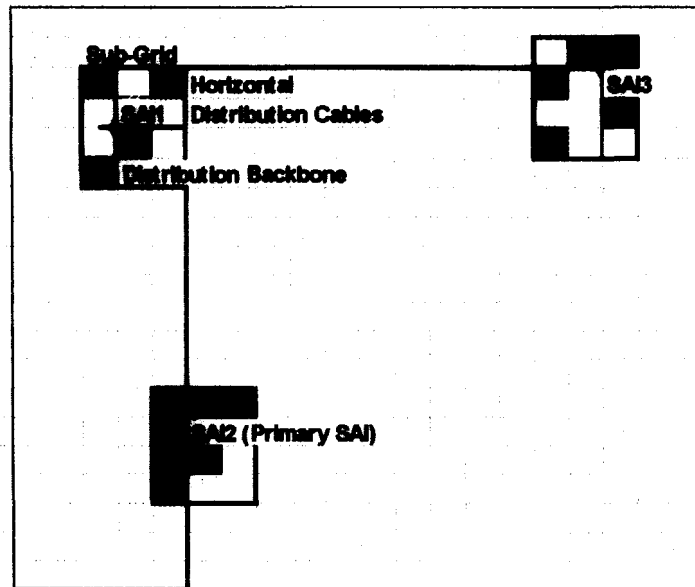 Sub-Grid
Horizontal
SAI3
SAI1
Distribution Cables
Distribution Backbone
SAI2 (Primary SAI)